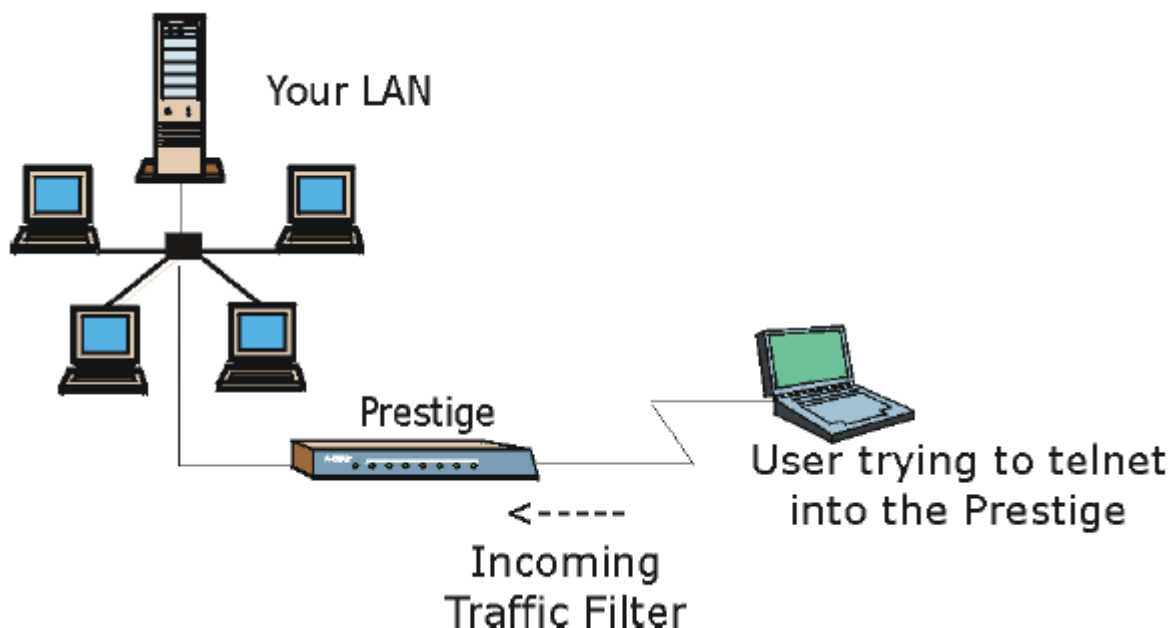 Your LAN
Prestige
User trying to telnet
into the Prestige
<-----
Incoming
Traffic Filter